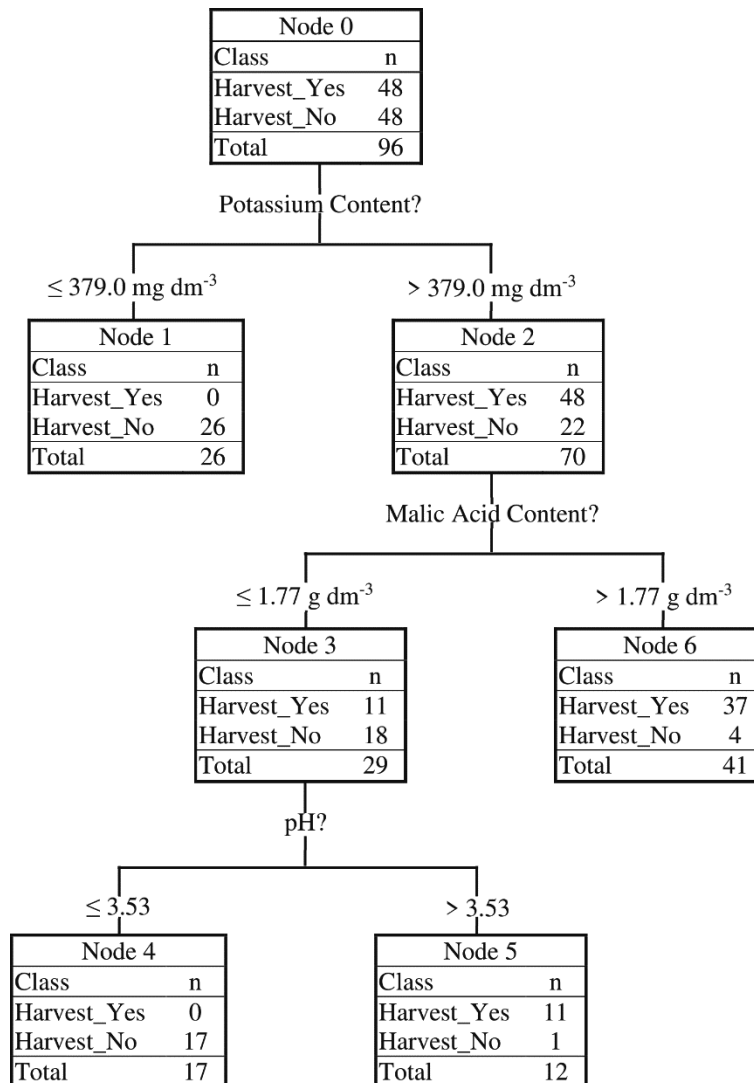 Node 0
Class n
Harvest_Yes 48
Harvest_No 48
Total 96
Potassium Content?
≤ 379.0 mg dm-3
> 379.0 mg dm-3
Node 1
Class n
Harvest_Yes 0
Harvest_No 26
Total 26
Node 2
Class n
Harvest_Yes 48
Harvest_No 22
Total 70
Malic Acid Content?
≤ 1.77 g dm-3
> 1.77 g dm-3
Node 3
Class n
Harvest_Yes 11
Harvest_No 18
Total 29
Node 6
Class n
Harvest_Yes 37
Harvest_No 4
Total 41
pH?
≤ 3.53
> 3.53
Node 4
Class n
Harvest_Yes 0
Harvest_No 17
Total 17
Node 5
Class n
Harvest_Yes 11
Harvest_No 1
Total 12